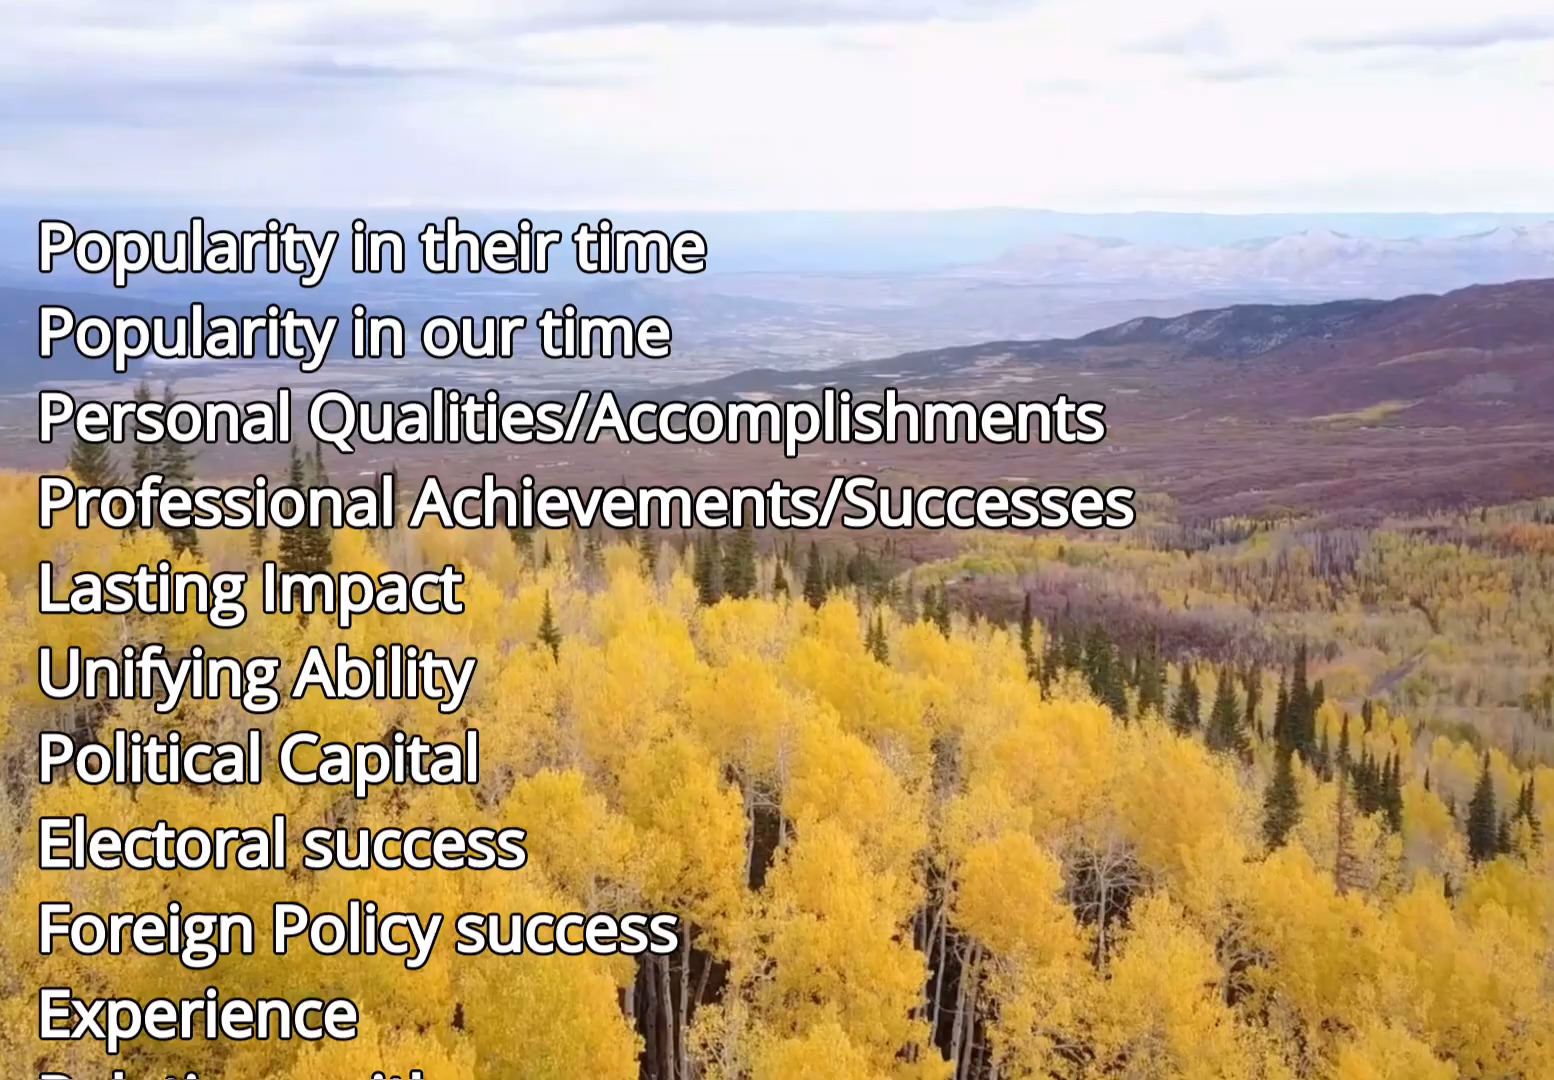 Popularity in their time
Popularity in our time
Personal Qualities/Accomplishments
Professional Achievements/Successes
Lasting Impact
Unifying Ability
Political Capital
Electoral success
Foreign Policy success
Experience